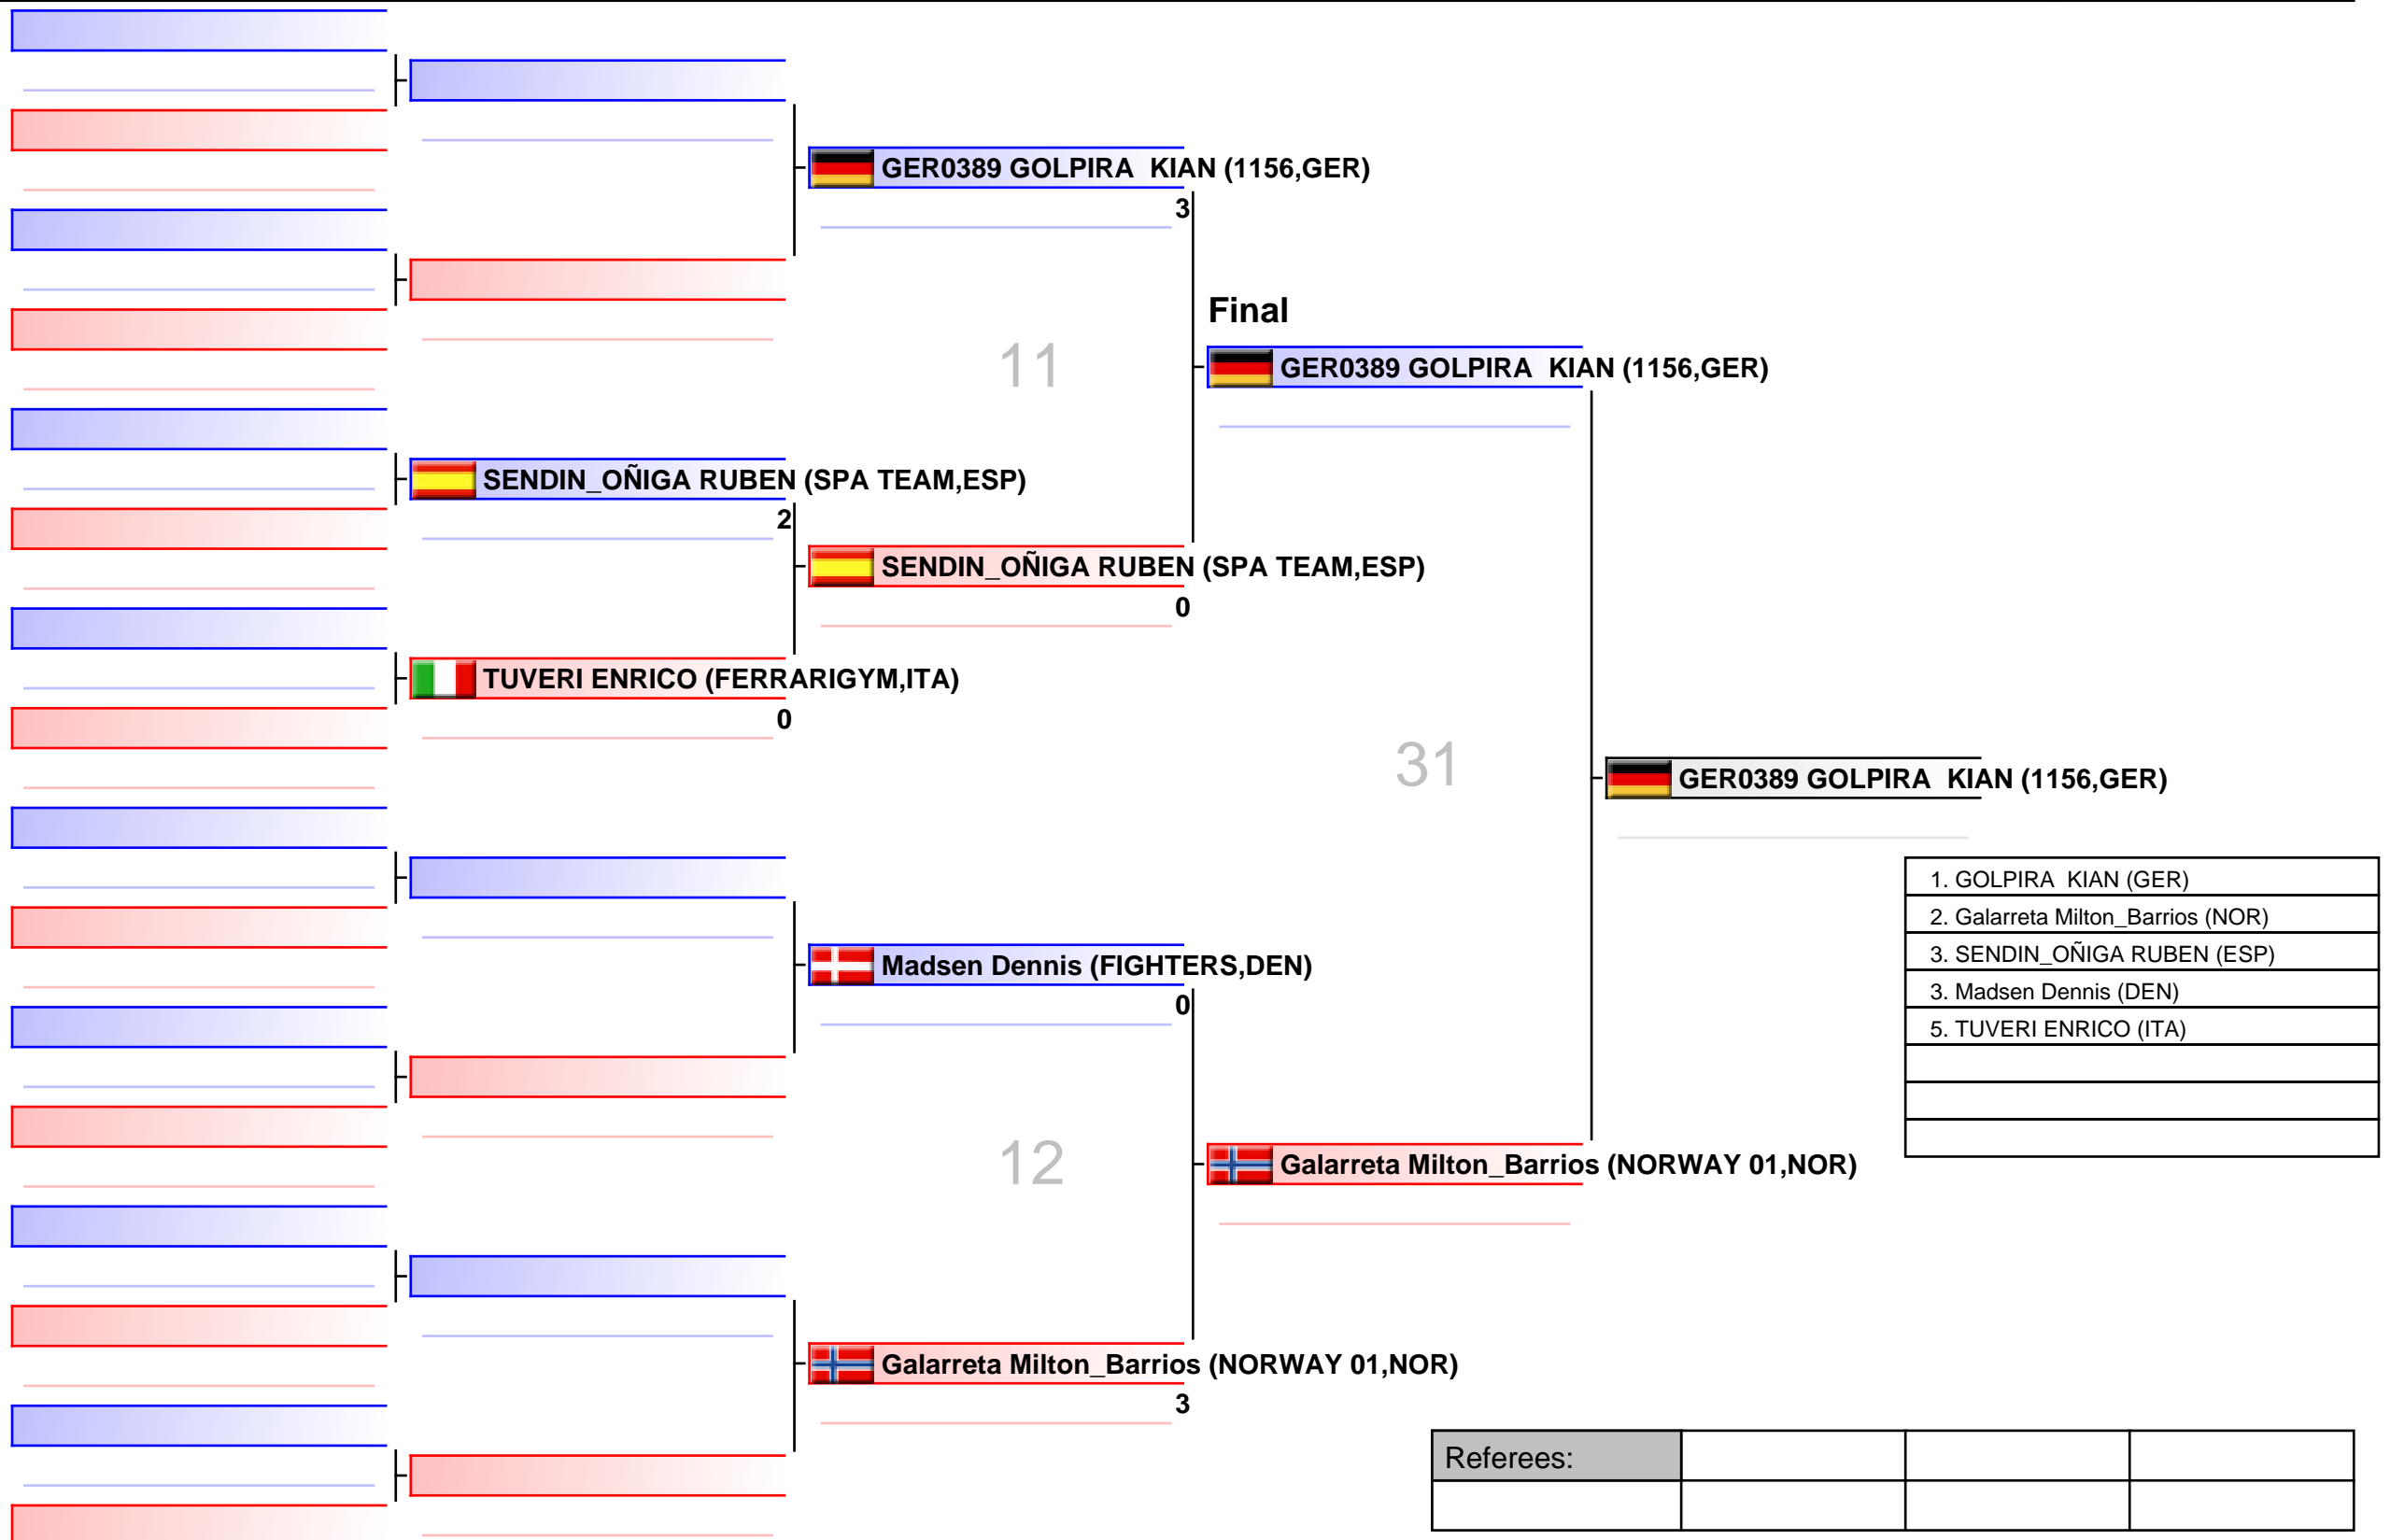 GER0389 GOLPIRA  KIAN (1156,GER)
3
Final
11
GER0389 GOLPIRA  KIAN (1156,GER)
SENDIN_OÑIGA RUBEN (SPA TEAM,ESP)
2
SENDIN_OÑIGA RUBEN (SPA TEAM,ESP)
0
TUVERI ENRICO (FERRARIGYM,ITA)
0
31
GER0389 GOLPIRA  KIAN (1156,GER)
1. GOLPIRA  KIAN (GER)
2. Galarreta Milton_Barrios (NOR)
3. SENDIN_OÑIGA RUBEN (ESP)
3. Madsen Dennis (DEN)
5. TUVERI ENRICO (ITA)
Madsen Dennis (FIGHTERS,DEN)
0
12
Galarreta Milton_Barrios (NORWAY 01,NOR)
Galarreta Milton_Barrios (NORWAY 01,NOR)
3
Referees: